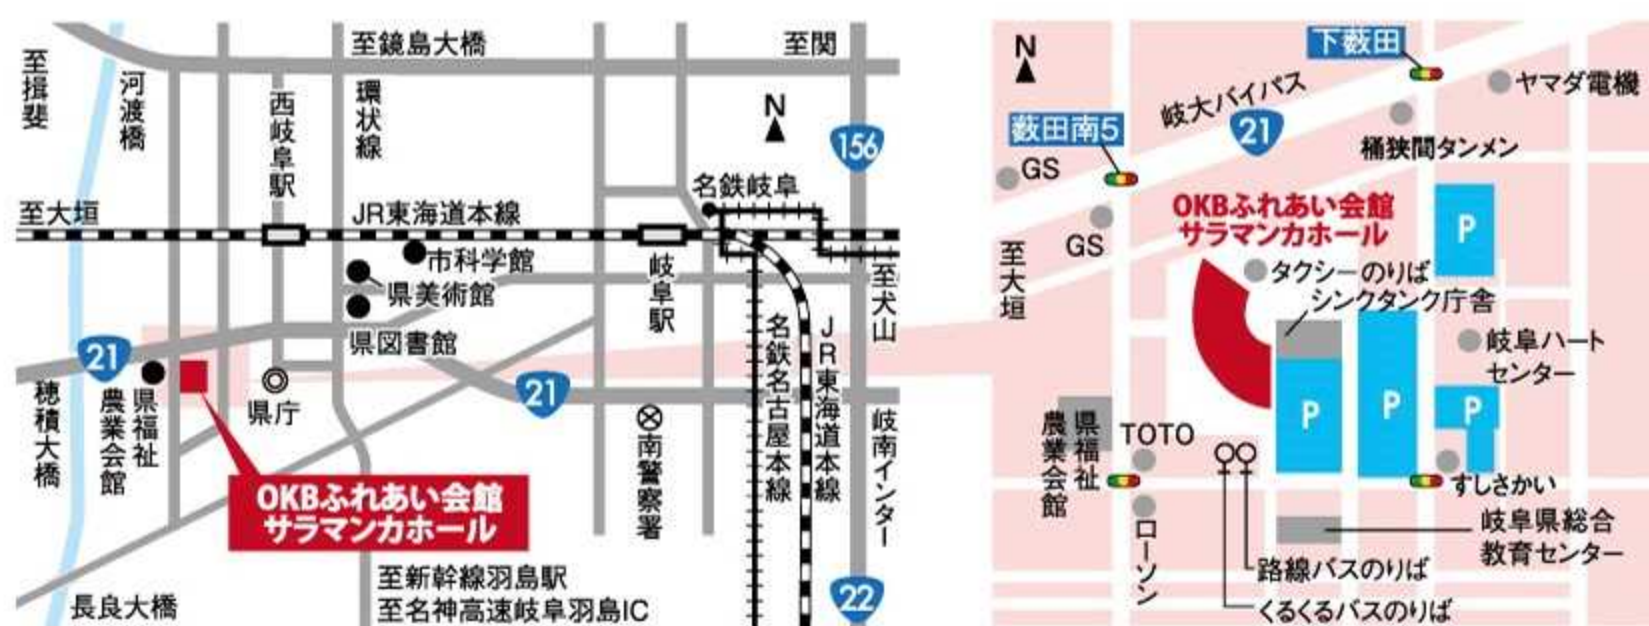 至鏡島大橋
至関
至揖斐
河渡橋
西岐阜駅
環状線
N
156
名鉄岐阜
至大垣
JR東海道本線
市科学館
県美術館
県図書館
岐阜駅
至犬山
名鉄名古屋本線
JR東海道本線
21
穂積大橋
県福祉
農業会館
県庁
21
南警察署
岐南インター
OKBふれあい会館
サラマンカホール
至新幹線羽島駅
至名神高速岐阜羽島IC
長良大橋
22
N
下薮田
岐大バイパス
21
ヤマダ電機
薮田南5
桶狭間タンメン
GS
GS
OKBふれあい会館
サラマンカホール
P
至大垣
タクシーのりば
シンクタンク庁舎
岐阜ハート
センター
P
P
P
県福祉
農業会館
TOTO
すしさかい
ローソン
岐阜県総合
教育センター
路線バスのりば
くるくるバスのりば